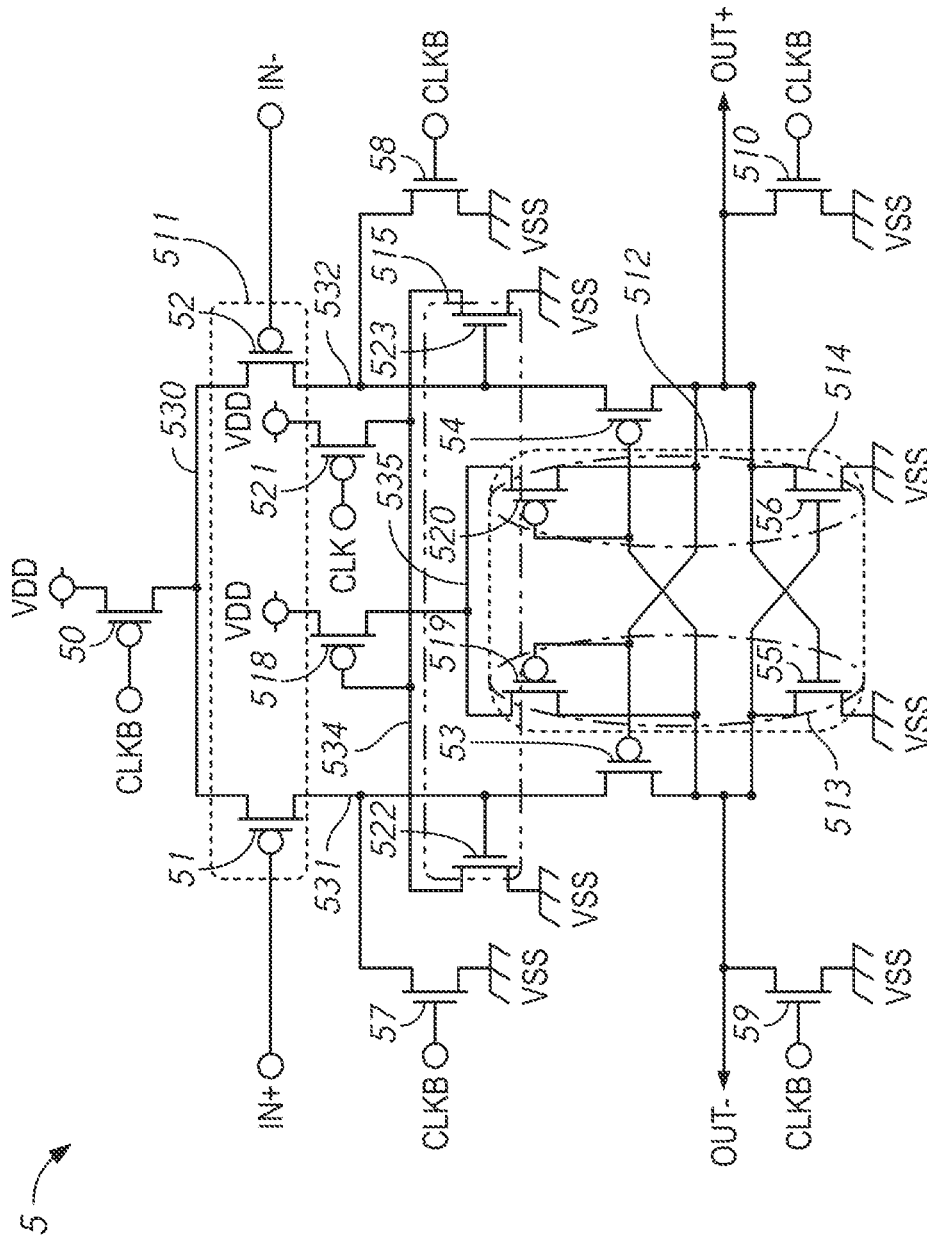 5
VDD
50
CLKB
530
511
51
52
VDD
VDD
IN+
518
521
IN-
531
534
CLK
532
57
522
535
523
515
58
CLKB
519
CLKB
53
54
520
VSS
VSS
VSS
VSS
512
OUT-
OUT+
59
55
56
514
510
CLKB
513
CLKB
VSS
VSS
VSS
VSS